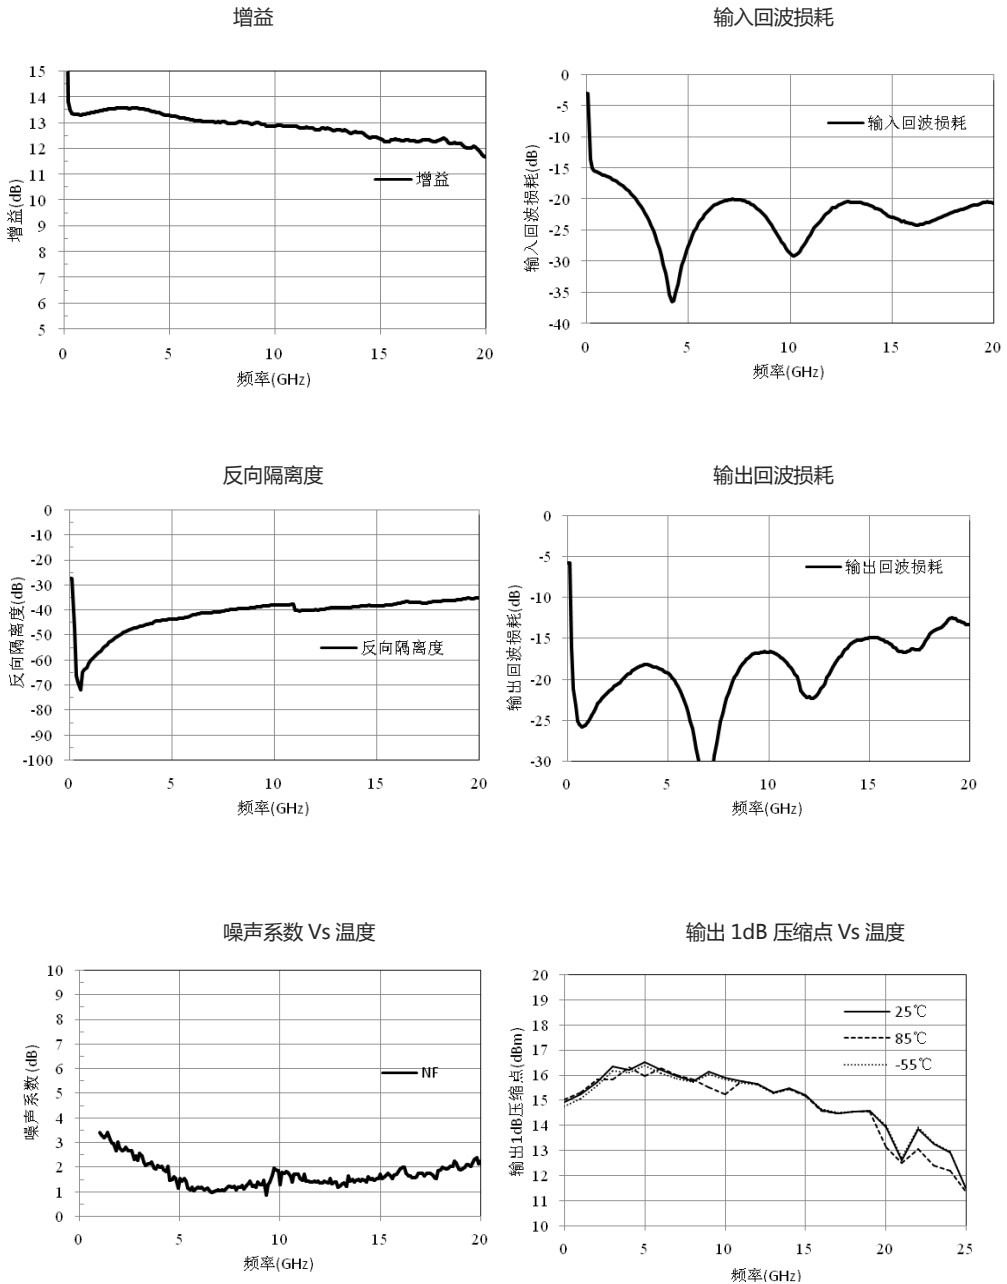 增益
15
14
13
12
11
10
9
8
7
6
5
增益(dB)
增益
0 5 10 15 20
频率(GHz)
输入回波损耗
0
-5
-10
-15
-20
-25
-30
-35
-40
输入回波损耗(dB)
输入回波损耗
0 5 10 15 20
频率(GHz)
反向隔离度
0
-10
-20
-30
-40
-50
-60
-70
-80
-90
-100
反向隔离度(dB)
反向隔离度
0 5 10 15 20
频率(GHz)
输出回波损耗
0
-5
-10
-15
-20
-25
-30
输出回波损耗(dB)
输出回波损耗
0 5 10 15 20
频率(GHz)
噪声系数 Vs 温度
10
9
8
7
6
5
4
3
2
1
0
噪声系数(dB)
NF
0 5 10 15 20
频率(GHz)
输出 1dB 压缩点 Vs 温度
20
19
18
17
16
15
14
13
12
11
10
输出1dB压缩点(dBm)
25℃
85℃
-55℃
0 5 10 15 20 25
频率(GHz)